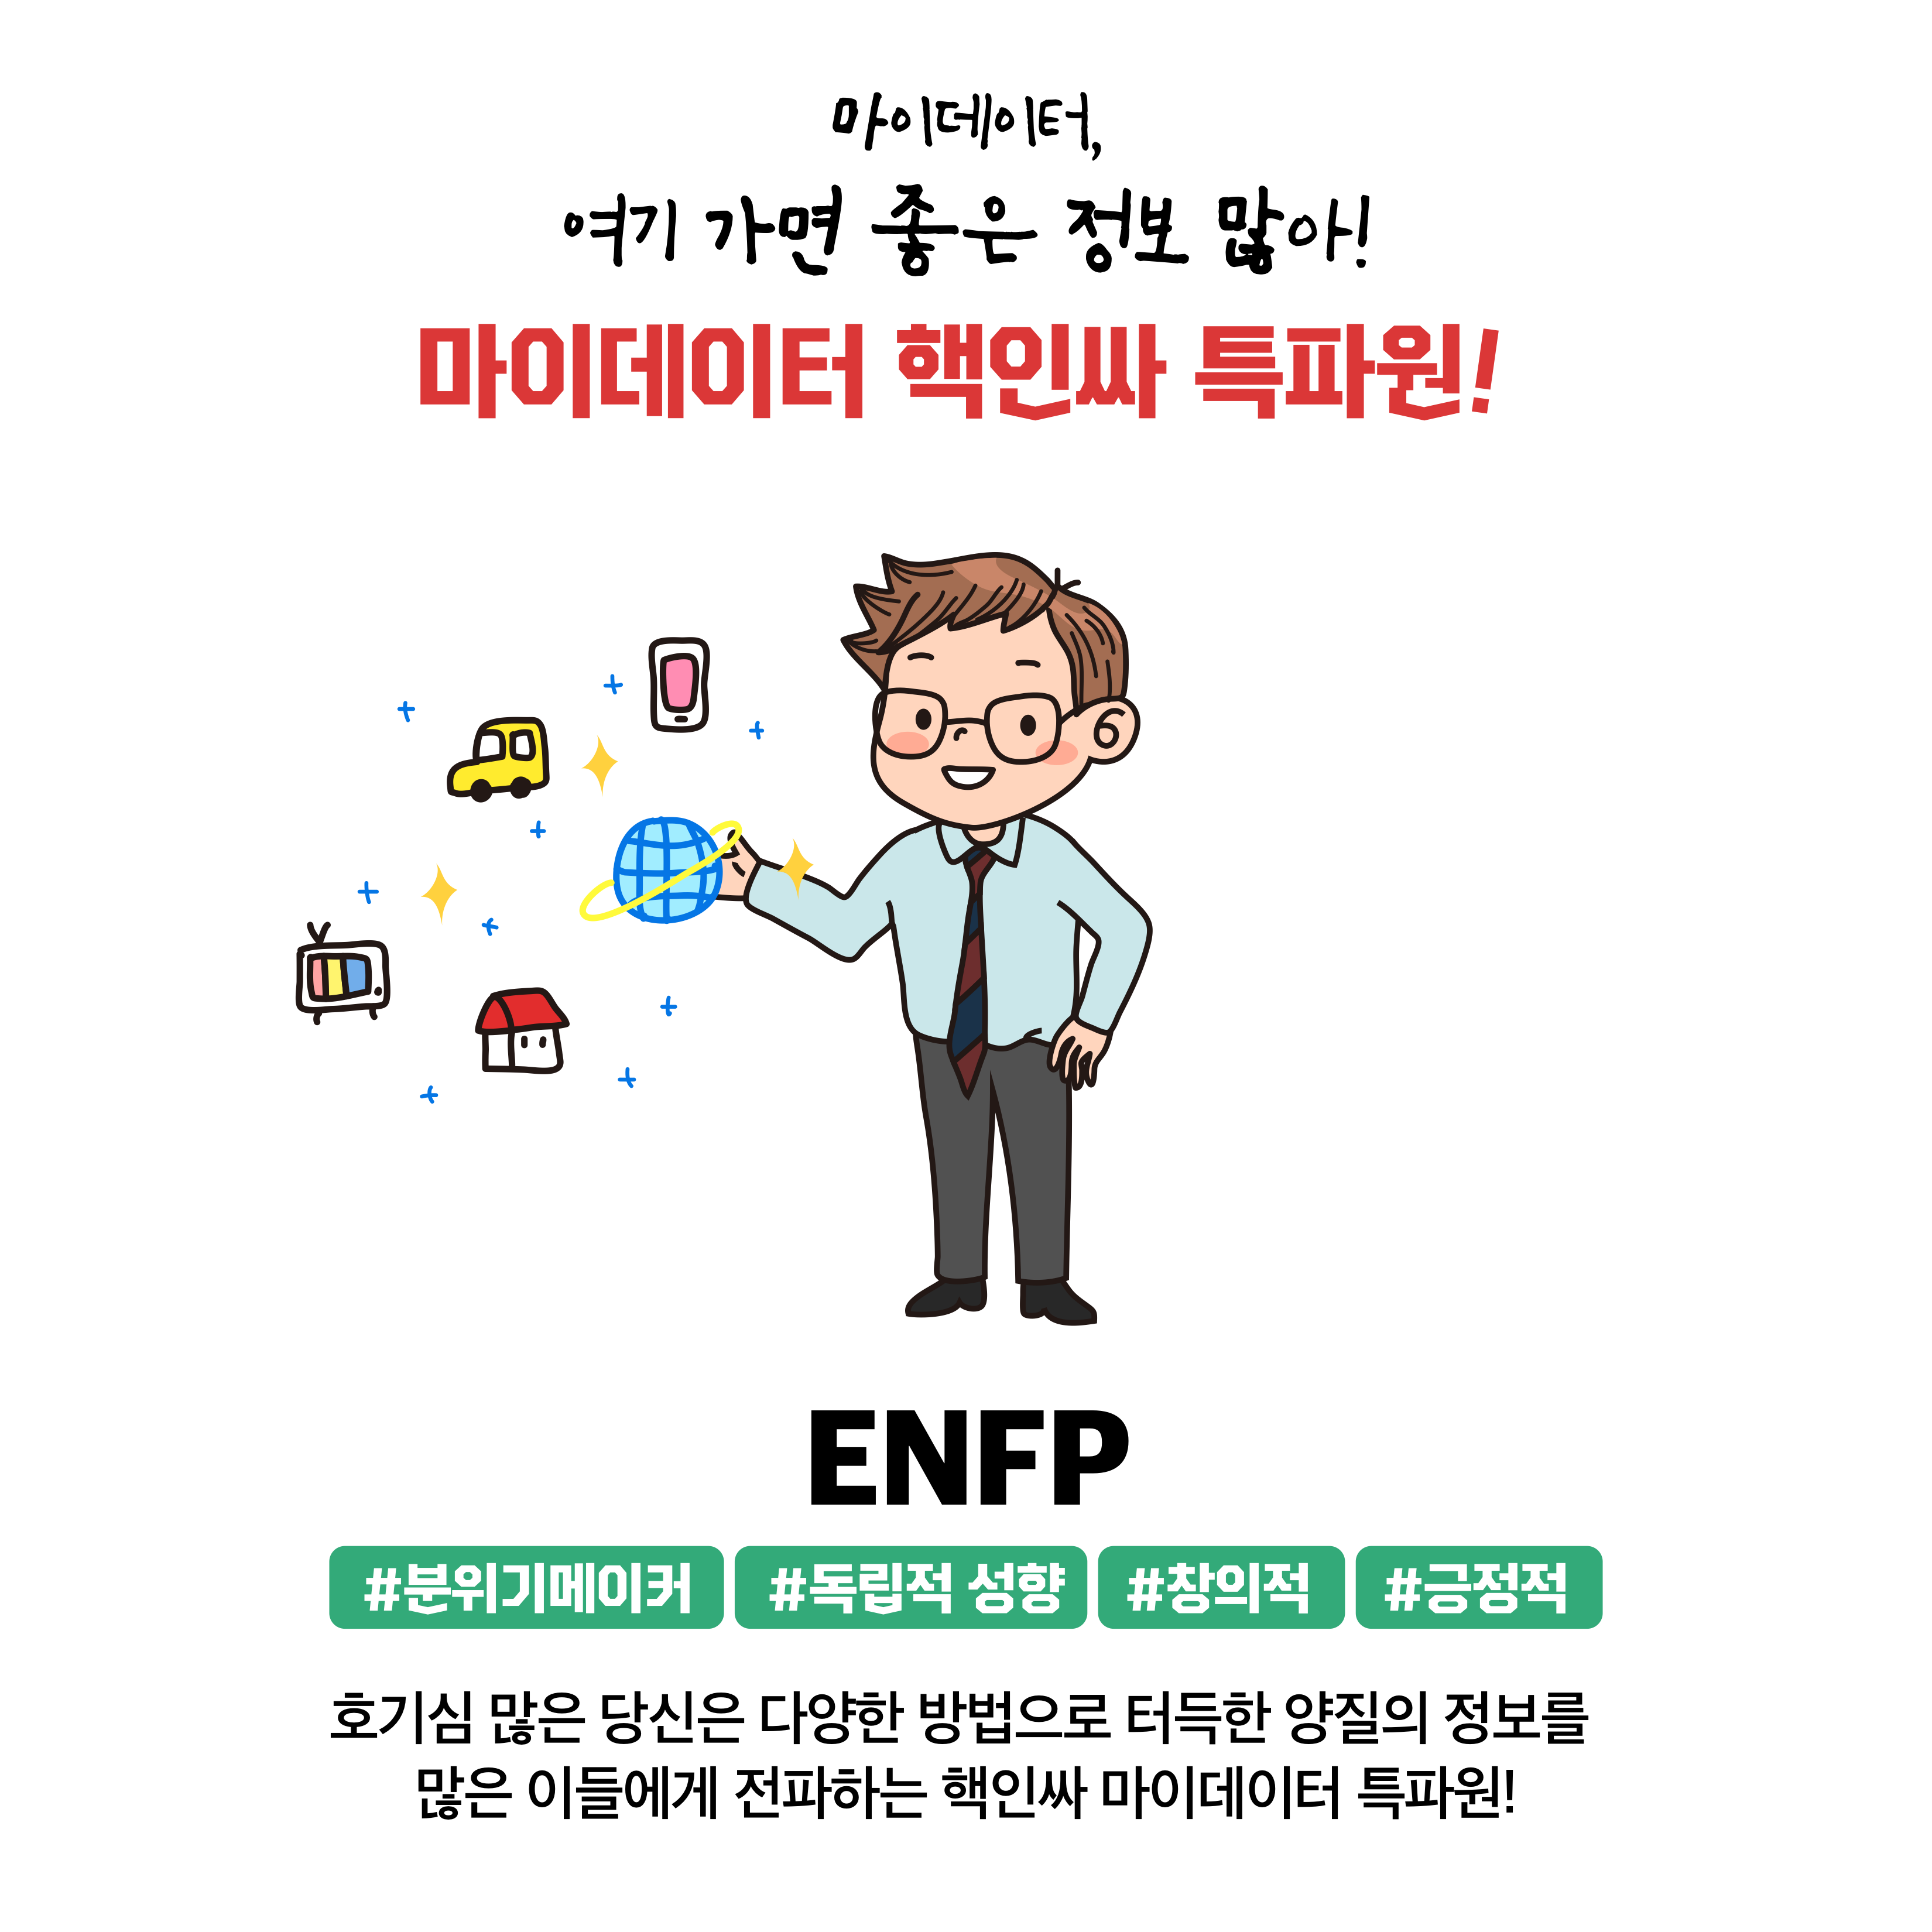 마이데이터,
여기 가면 좋은 정보 많아!
마이데이터 핵인싸 특파원!
ENFP
#분위기메이커 #독립적 성향 #창의적 #긍정적
호기심 많은 당신은 다양한 방법으로 터득한 양질의 정보를
많은 이들에게 전파하는 핵인싸 마이데이터 특파원!